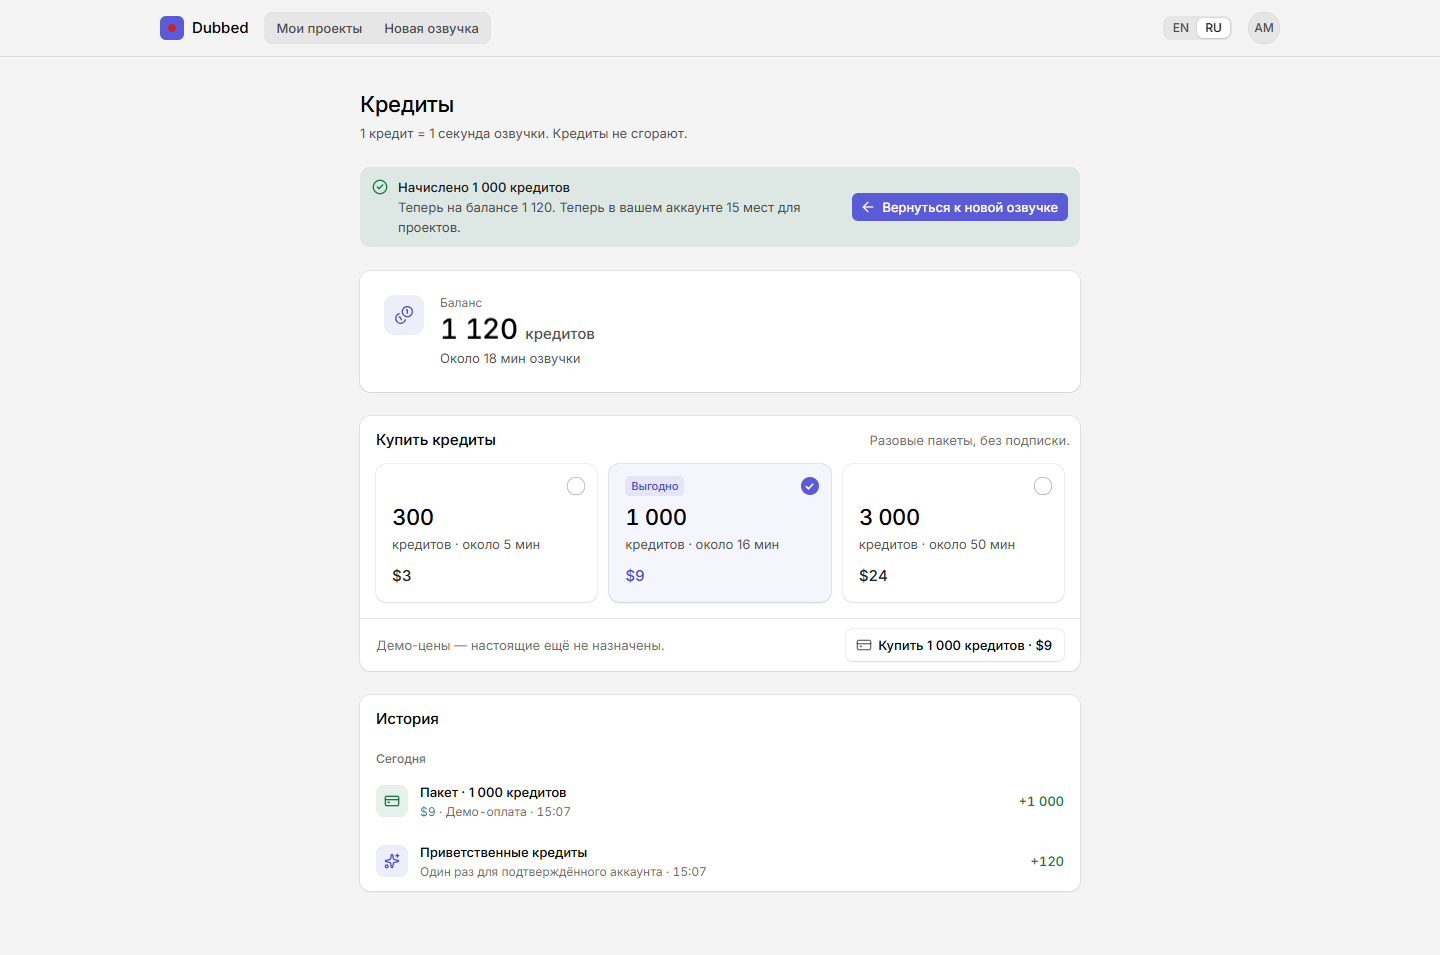 Dubbed
Мои проекты
Новая озвучка
EN
RU
AM
Кредиты
1 кредит = 1 секунда озвучки. Кредиты не сгорают.
Начислено 1 000 кредитов
Теперь на балансе 1 120. Теперь в вашем аккаунте 15 мест для
проектов.
Вернуться к новой озвучке
Баланс
1 120 кредитов
Около 18 мин озвучки
Купить кредиты
Разовые пакеты, без подписки.
300
кредитов · около 5 мин
$3
Выгодно
1 000
кредитов · около 16 мин
$9
3 000
кредитов · около 50 мин
$24
Демо-цены — настоящие ещё не назначены.
Купить 1 000 кредитов · $9
История
Сегодня
Пакет · 1 000 кредитов
$9 · Демо-оплата · 15:07
+1 000
Приветственные кредиты
Один раз для подтверждённого аккаунта · 15:07
+120